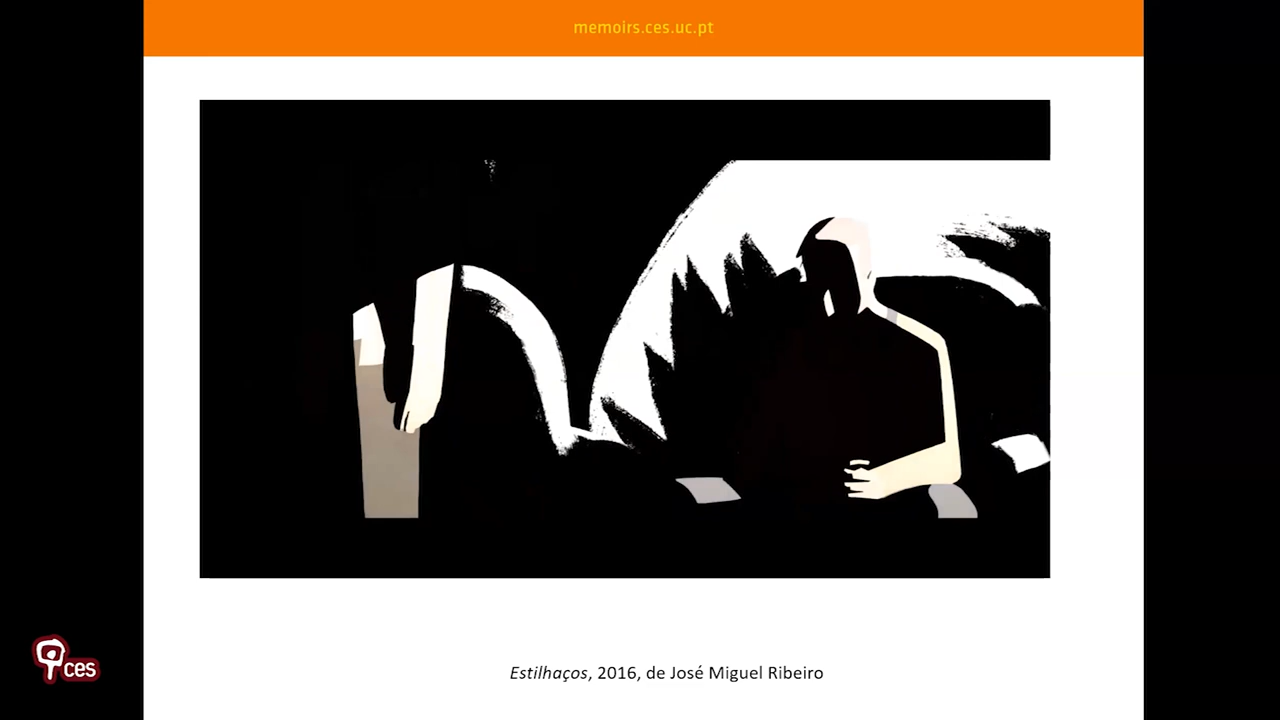 memoirs.ces.uc.pt
ces
Estilhaços, 2016, de José Miguel Ribeiro